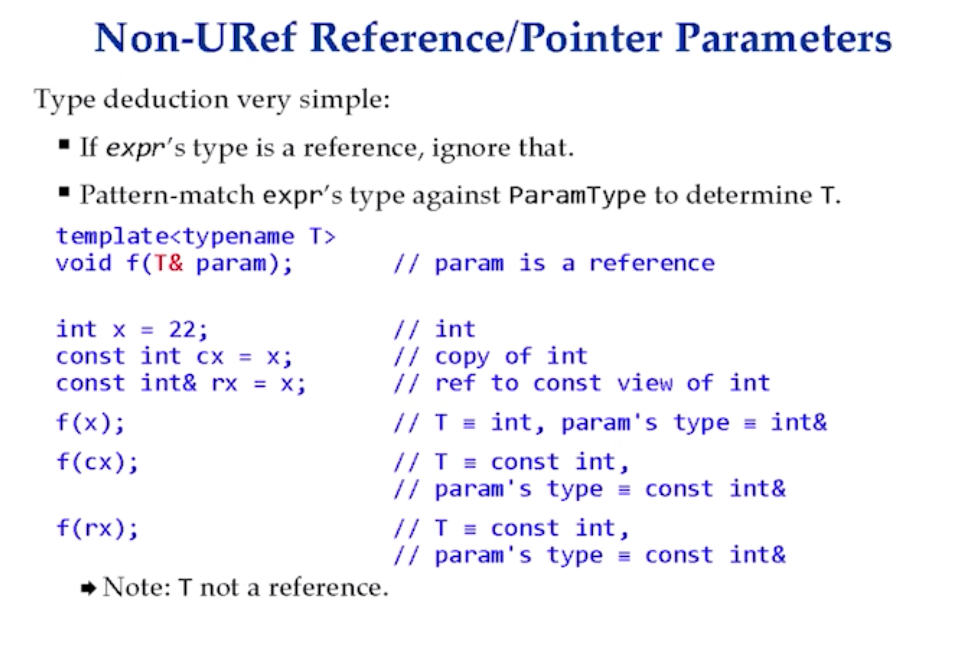 Non-URef Reference/Pointer Parameters
Type deduction very simple:
▪ If expr's type is a reference, ignore that.
▪ Pattern-match expr's type against ParamType to determine T.
template<typename T>
void f(T& param); // param is a reference
int x = 22; // int
const int cx = x; // copy of int
const int& rx = x; // ref to const view of int
f(x); // T ≡ int, param's type ≡ int&
f(cx); // T ≡ const int,
// param's type ≡ const int&
f(rx); // T ≡ const int,
// param's type ≡ const int&
➡ Note: T not a reference.